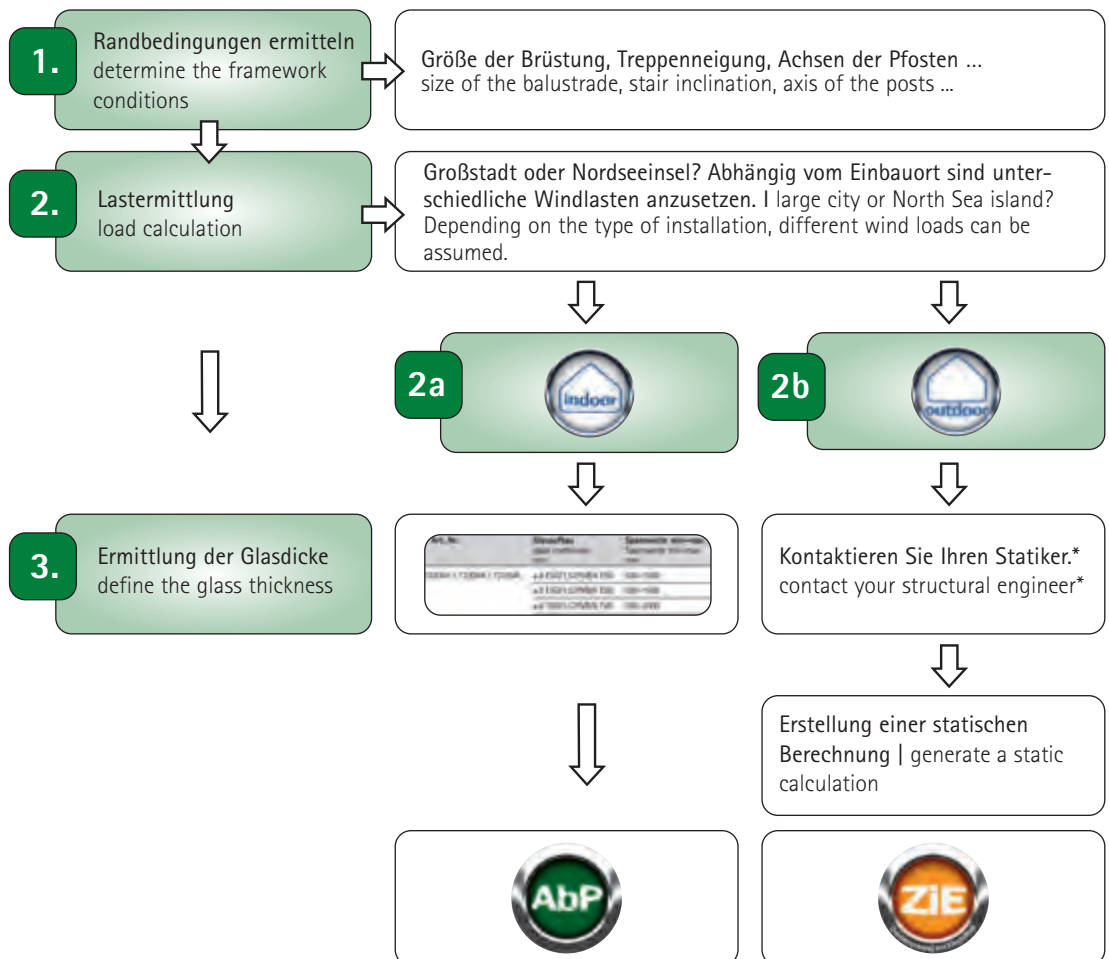 1.
Randbedingungen ermitteln
determine the framework
conditions
Größe der Brüstung, Treppenneigung, Achsen der Pfosten ...
size of the balustrade, stair inclination, axis of the posts ...
2.
Lastermittlung
load calculation
Großstadt oder Nordseeinsel? Abhängig vom Einbauort sind unter-
schiedliche Windlasten anzusetzen. I large city or North Sea island?
Depending on the type of installation, different wind loads can be
assumed.
2a
indoor
2b
outdoor
3.
Ermittlung der Glasdicke
define the glass thickness
Art. Nr.
Kontaktieren Sie Ihren Statiker.*
contact your structural engineer*
Erstellung einer statischen
Berechnung | generate a static
calculation
AbP
ZiE